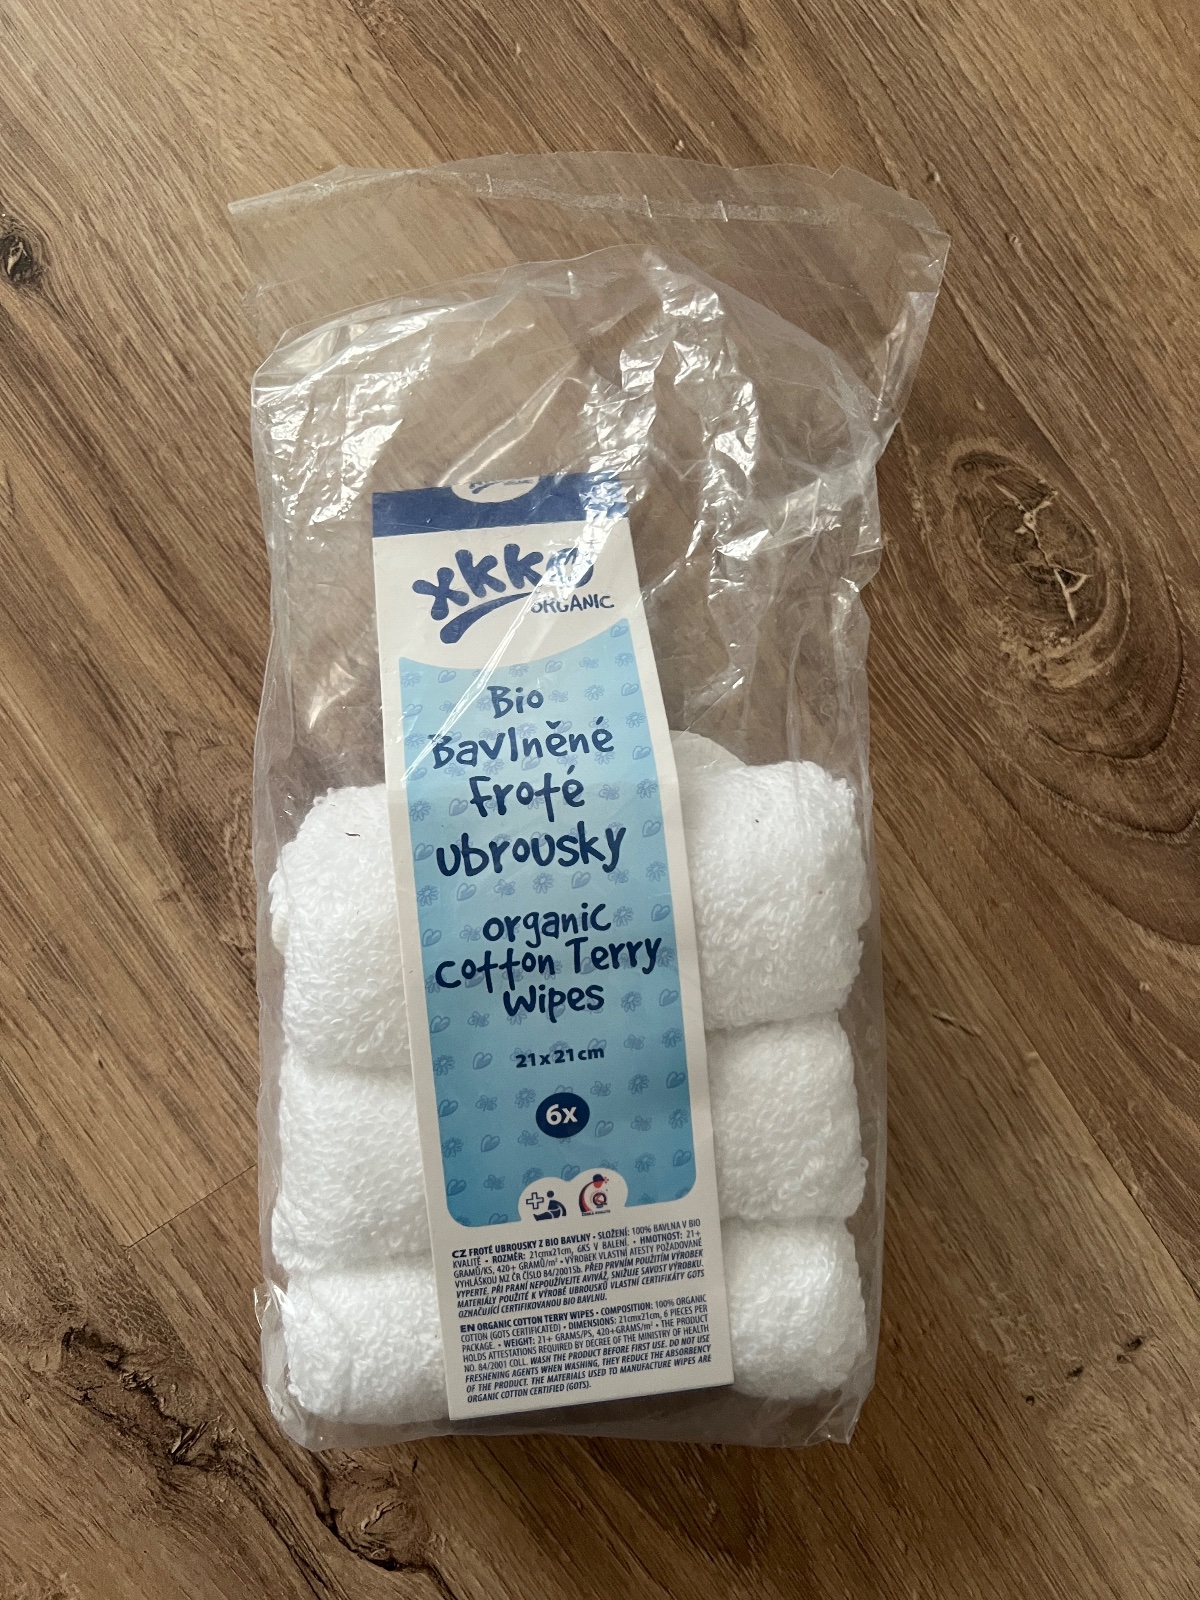 xkko
ORGANIC
Bio
Bavlněné
froté
ubrousky
organic
Cotton Terry
Wipes
21x21cm
6x
CZ FROTÉ UBROUSKY Z BIO BAVLNY • SLOŽENÍ: 100% BAVLNA V BIO
KVALITĚ • ROZMĚR: 21cmx21cm, 6KS V BALENÍ. • HMOTNOST: 21+
GRAMŮ/KS, 420+ GRAMŮ/m² • VÝROBEK VLASTNÍ ATESTY POŽADOVANÉ
VYHLÁŠKOU MZ ČR ČÍSLO 84/2001Sb. PŘED PRVNÍM POUŽITÍM VÝROBEK
VYPERTE. PŘI PRANÍ NEPOUŽÍVEJTE AVIVÁŽ, SNIŽUJE SAVOST VÝROBKU.
MATERIÁLY POUŽITÉ K VÝROBĚ UBROUSKŮ VLASTNÍ CERTIFIKÁTY GOTS
OZNAČUJÍCÍ CERTIFIKOVANOU BIO BAVLNU.
EN ORGANIC COTTON TERRY WIPES • COMPOSITION: 100% ORGANIC
COTTON (GOTS CERTIFICATED) • DIMENSIONS: 21cmx21cm, 6 PIECES PER
PACKAGE. • WEIGHT: 21+ GRAMS/PS, 420+GRAMS/m² • THE PRODUCT
HOLDS ATTESTATIONS REQUIRED BY DECREE OF THE MINISTRY OF HEALTH
NO. 84/2001 COLL. WASH THE PRODUCT BEFORE FIRST USE. DO NOT USE
FRESHENING AGENTS WHEN WASHING, THEY REDUCE THE ABSORBENCY
OF THE PRODUCT. THE MATERIALS USED TO MANUFACTURE WIPES ARE
ORGANIC COTTON CERTIFIED (GOTS).